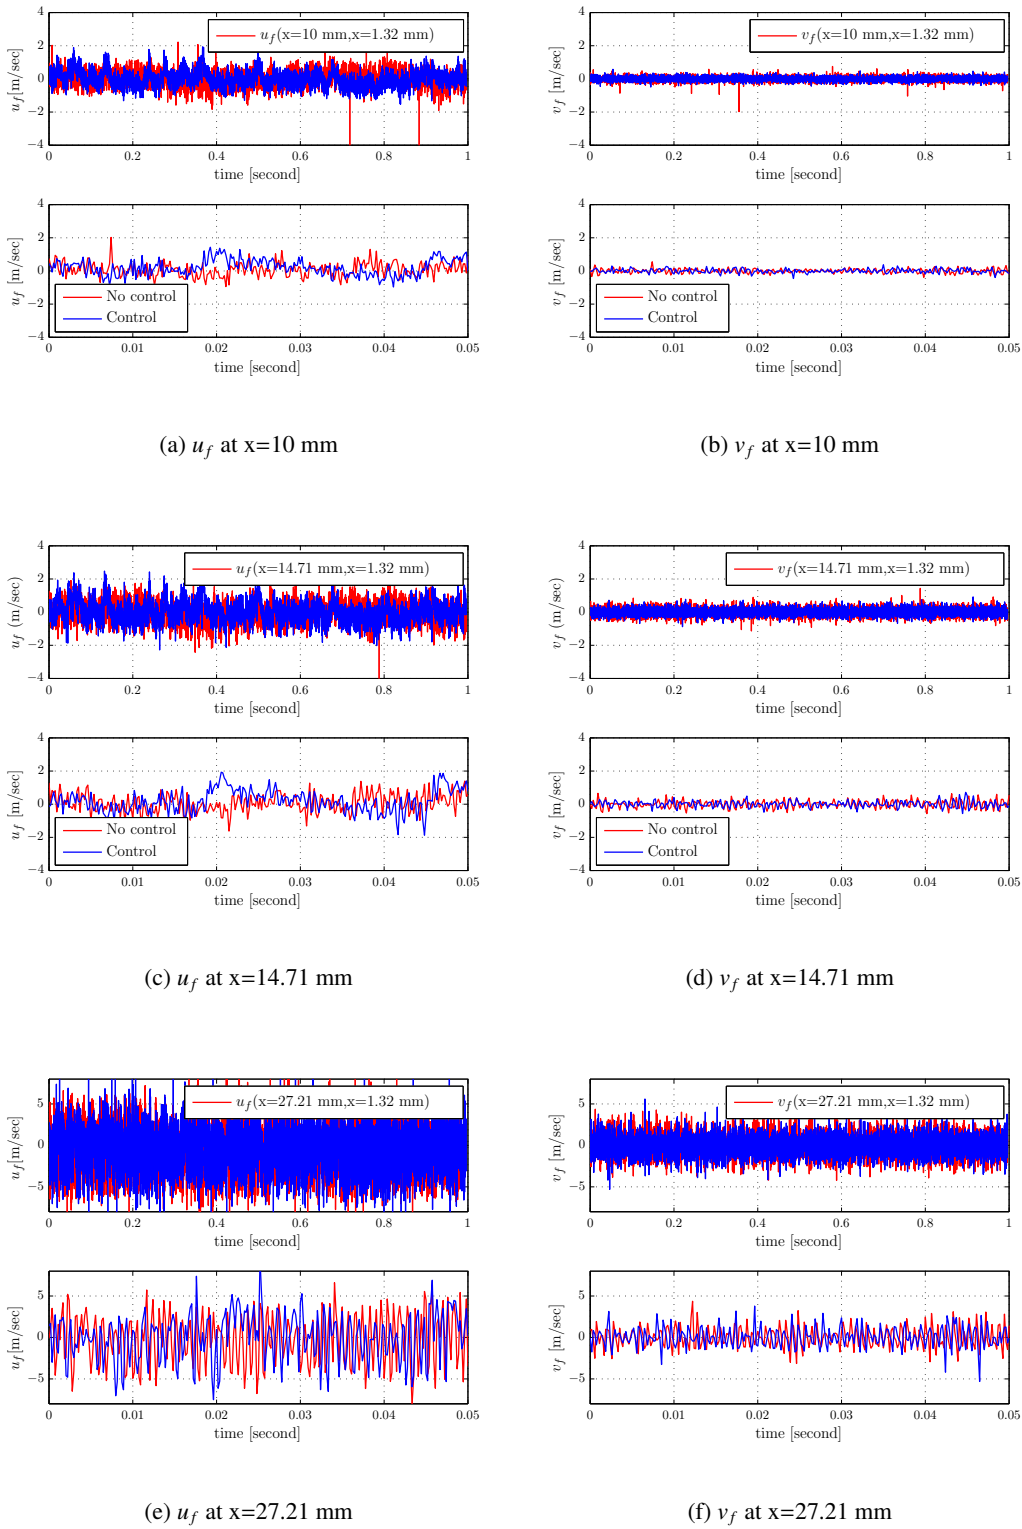 4
2
0
−2
−4
u_f[m/sec]
u_f(x=10 mm,x=1.32 mm)
0 0.2 0.4 0.6 0.8 1
time [second]
4
2
0
−2
−4
u_f [m/sec]
No control
Control
0 0.01 0.02 0.03 0.04 0.05
time [second]
(a) u_f at x=10 mm
4
2
0
−2
−4
v_f [m/sec]
v_f(x=10 mm,x=1.32 mm)
0 0.2 0.4 0.6 0.8 1
time [second]
4
2
0
−2
−4
v_f [m/sec]
No control
Control
0 0.01 0.02 0.03 0.04 0.05
time [second]
(b) v_f at x=10 mm
4
2
0
−2
−4
u_f (m/sec)
u_f(x=14.71 mm,x=1.32 mm)
0 0.2 0.4 0.6 0.8 1
time [second]
4
2
0
−2
−4
u_f [m/sec]
No control
Control
0 0.01 0.02 0.03 0.04 0.05
time [second]
(c) u_f at x=14.71 mm
4
2
0
−2
−4
v_f (m/sec)
v_f(x=14.71 mm,x=1.32 mm)
0 0.2 0.4 0.6 0.8 1
time [second]
4
2
0
−2
−4
v_f [m/sec]
No control
Control
0 0.01 0.02 0.03 0.04 0.05
time [second]
(d) v_f at x=14.71 mm
5
0
−5
u_f[m/sec]
u_f(x=27.21 mm,x=1.32 mm)
0 0.2 0.4 0.6 0.8 1
time [second]
5
0
−5
u_f[m/sec]
0 0.01 0.02 0.03 0.04 0.05
time [second]
(e) u_f at x=27.21 mm
5
0
−5
v_f [m/sec]
v_f(x=27.21 mm,x=1.32 mm)
0 0.2 0.4 0.6 0.8 1
time [second]
5
0
−5
v_f [m/sec]
0 0.01 0.02 0.03 0.04 0.05
time [second]
(f) v_f at x=27.21 mm